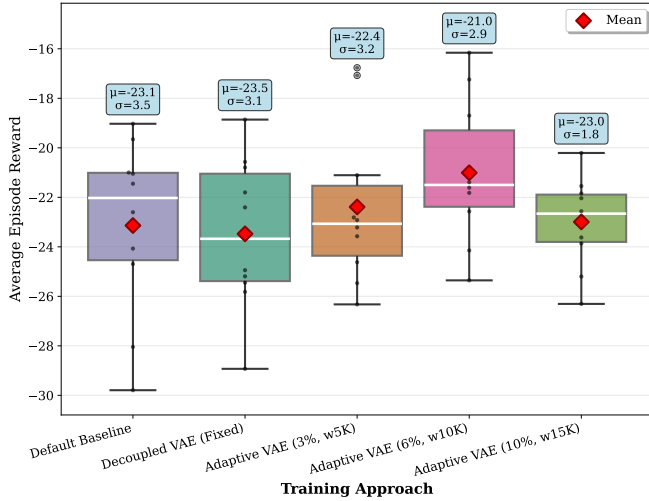 Mean
μ=-23.1
σ=3.5
μ=-23.5
σ=3.1
μ=-22.4
σ=3.2
μ=-21.0
σ=2.9
μ=-23.0
σ=1.8
Average Episode Reward
−16
−18
−20
−22
−24
−26
−28
−30
Default Baseline
Decoupled VAE (Fixed)
Adaptive VAE (3%, w5K)
Adaptive VAE (6%, w10K)
Adaptive VAE (10%, w15K)
Training Approach